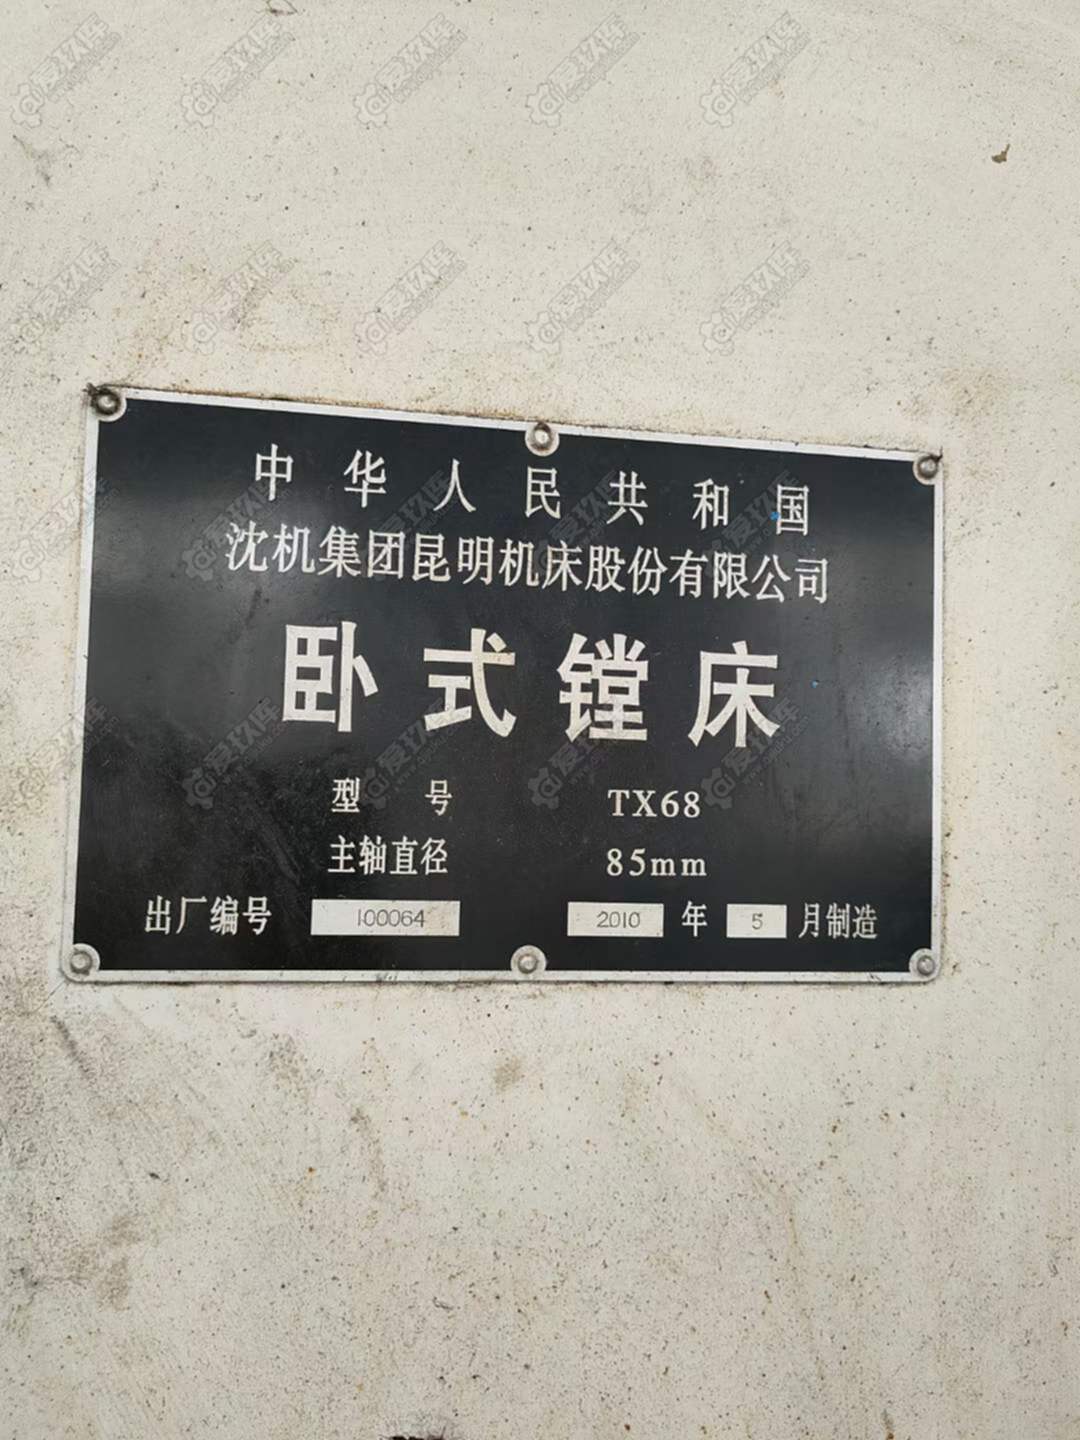 中华人民共和国
沈机集团昆明机床股份有限公司
卧式镗床
型 号 TX68
主轴直径 85mm
出厂编号 100064 2010 年 5 月制造